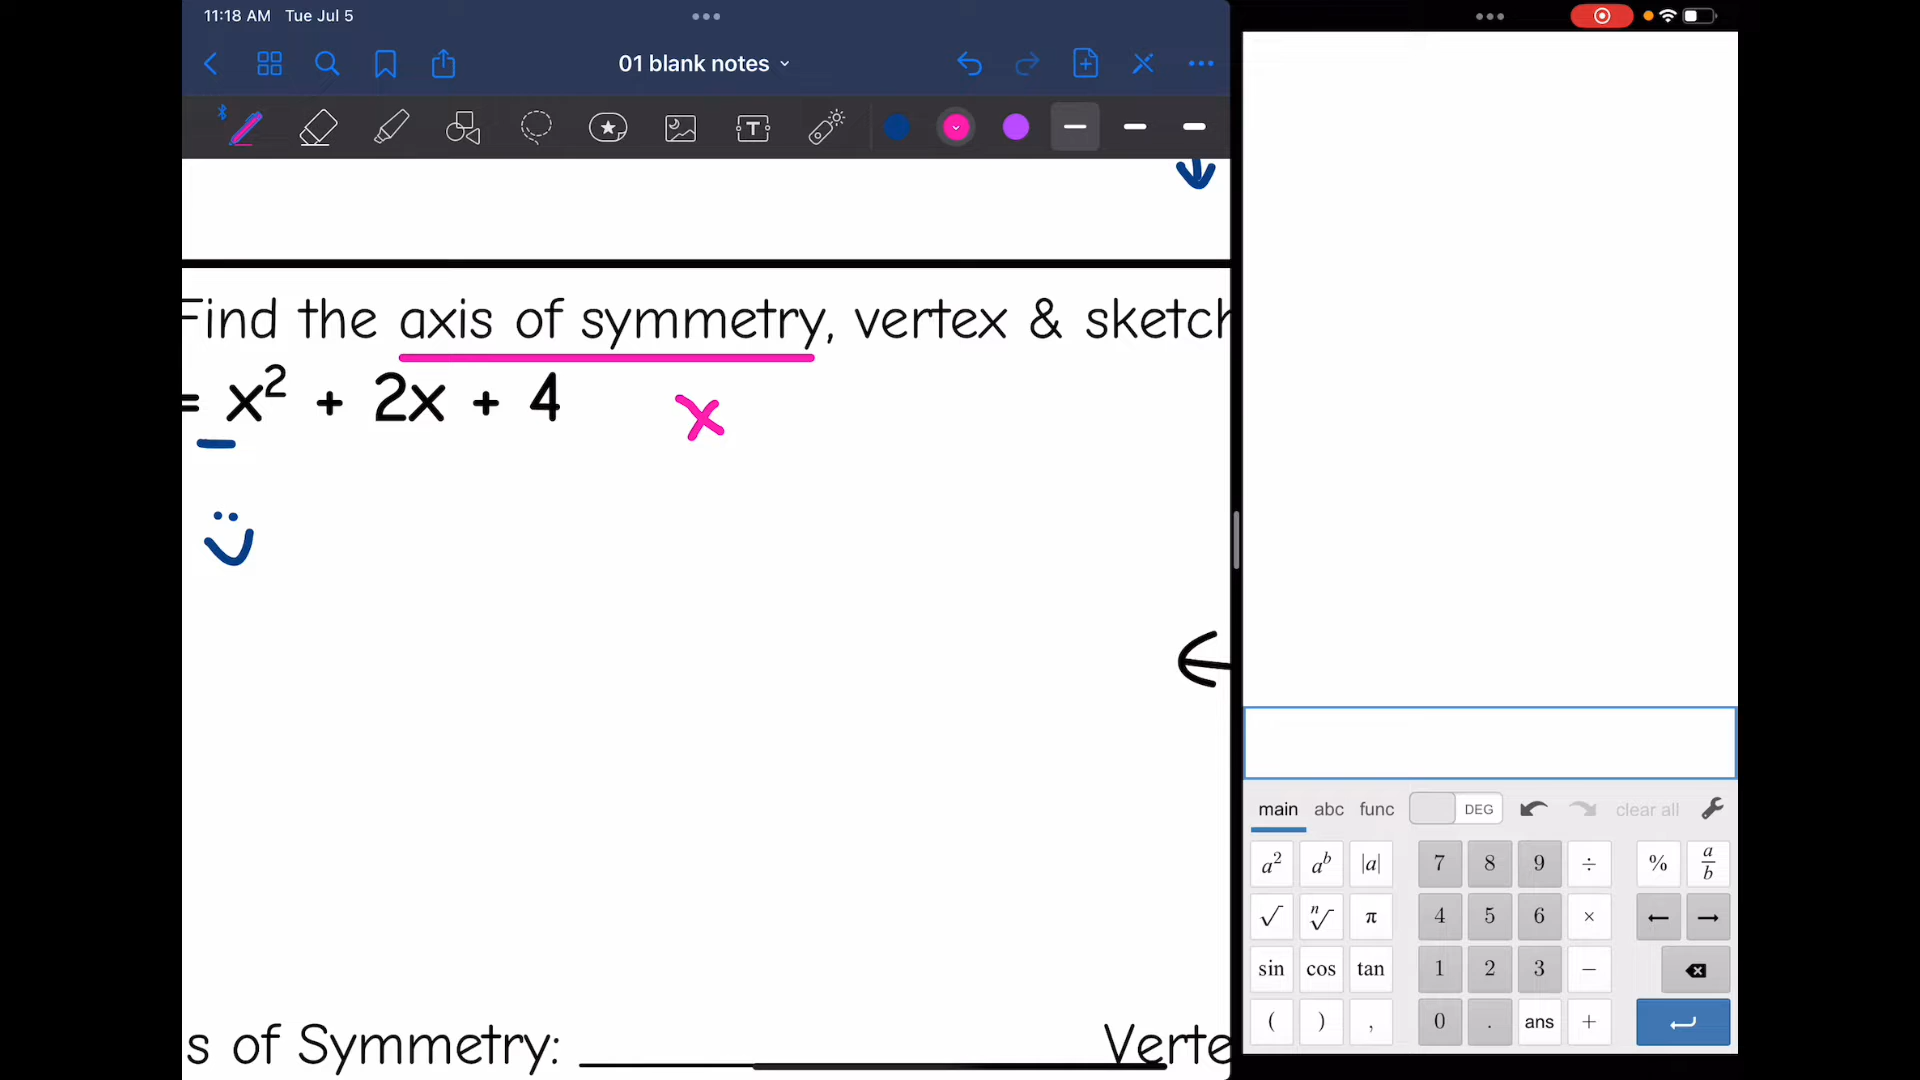 11:18 AM Tue Jul 5
01 blank notes
T
Find the axis of symmetry, vertex & sketch
= x² + 2x + 4
x
s of Symmetry:
Verte
main abc func DEG clear all
a² aᵇ |a| 7 8 9 ÷ % a/b
√ ⁿ√ π 4 5 6 × ← →
sin cos tan 1 2 3 −
( ) , 0 . ans +